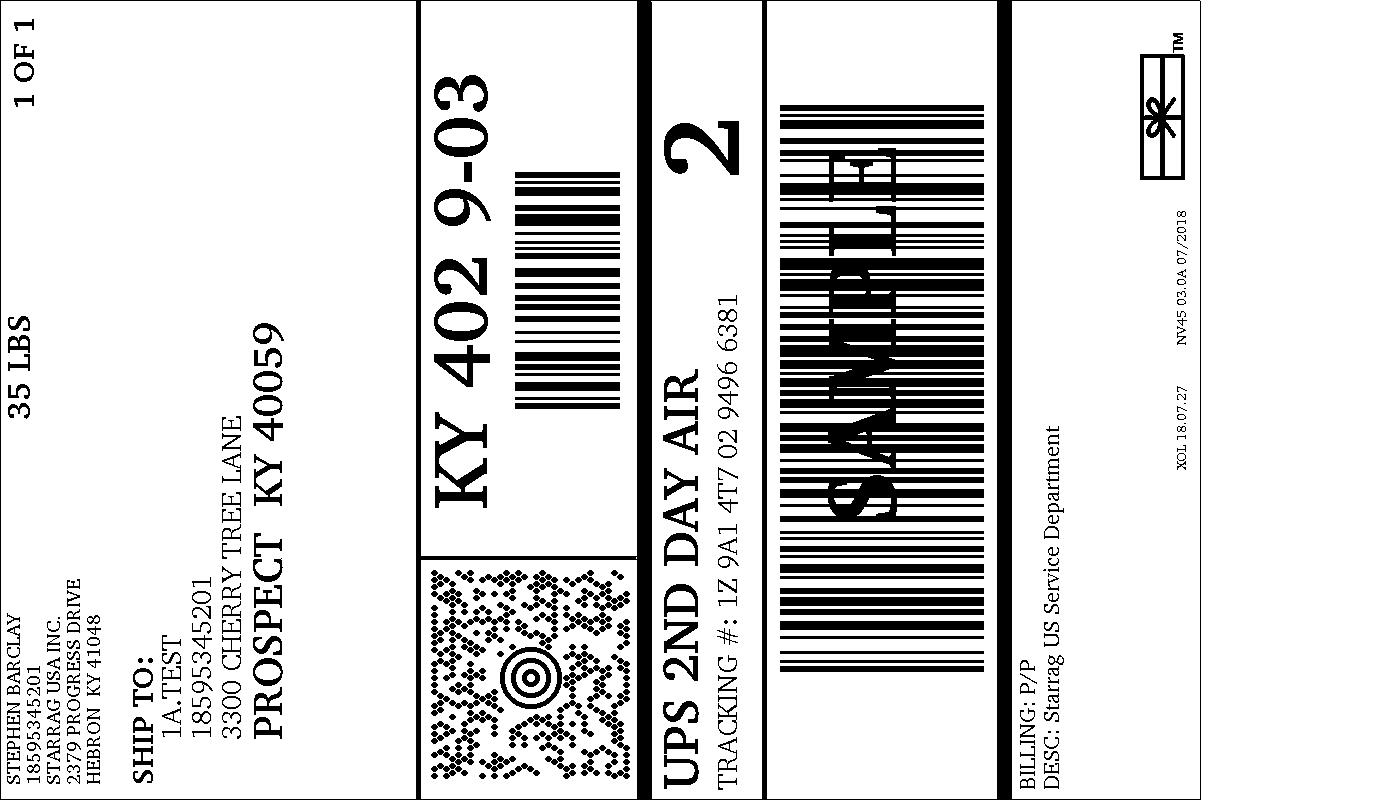 STEPHEN BARCLAY
18595345201
STARRAG USA INC.
2379 PROGRESS DRIVE
HEBRON KY 41048
35 LBS
1 OF 1
SHIP TO:
1A.TEST
18595345201
3300 CHERRY TREE LANE
PROSPECT KY 40059
KY 402 9-03
UPS 2ND DAY AIR
TRACKING #: 1Z 9A1 4T7 02 9496 6381
2
SAMPLE
BILLING: P/P
DESC: Starrag US Service Department
XOL 18.07.27 NV45 03.0A 07/2018
TM